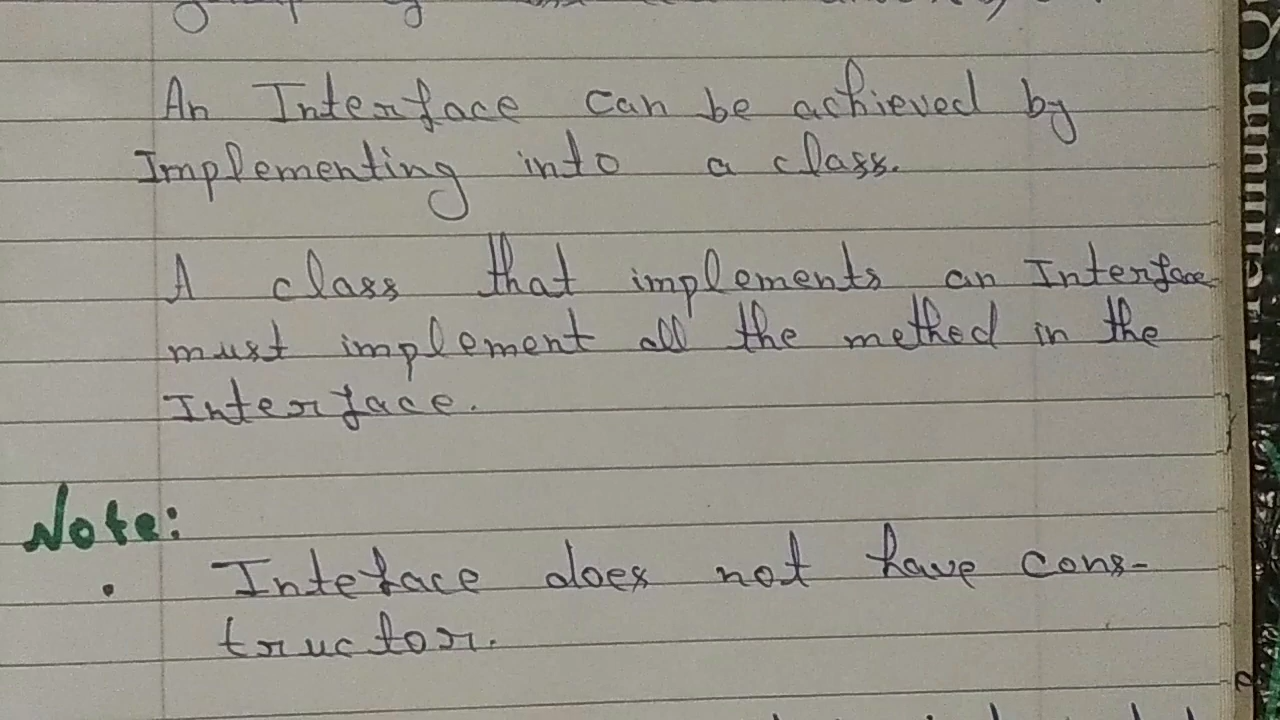 An Interface can be achieved by
Implementing into a class.
A class that implements an Interface
must implement all the method in the
Interface.
Note:
. Inteface does not have cons-
tructor.